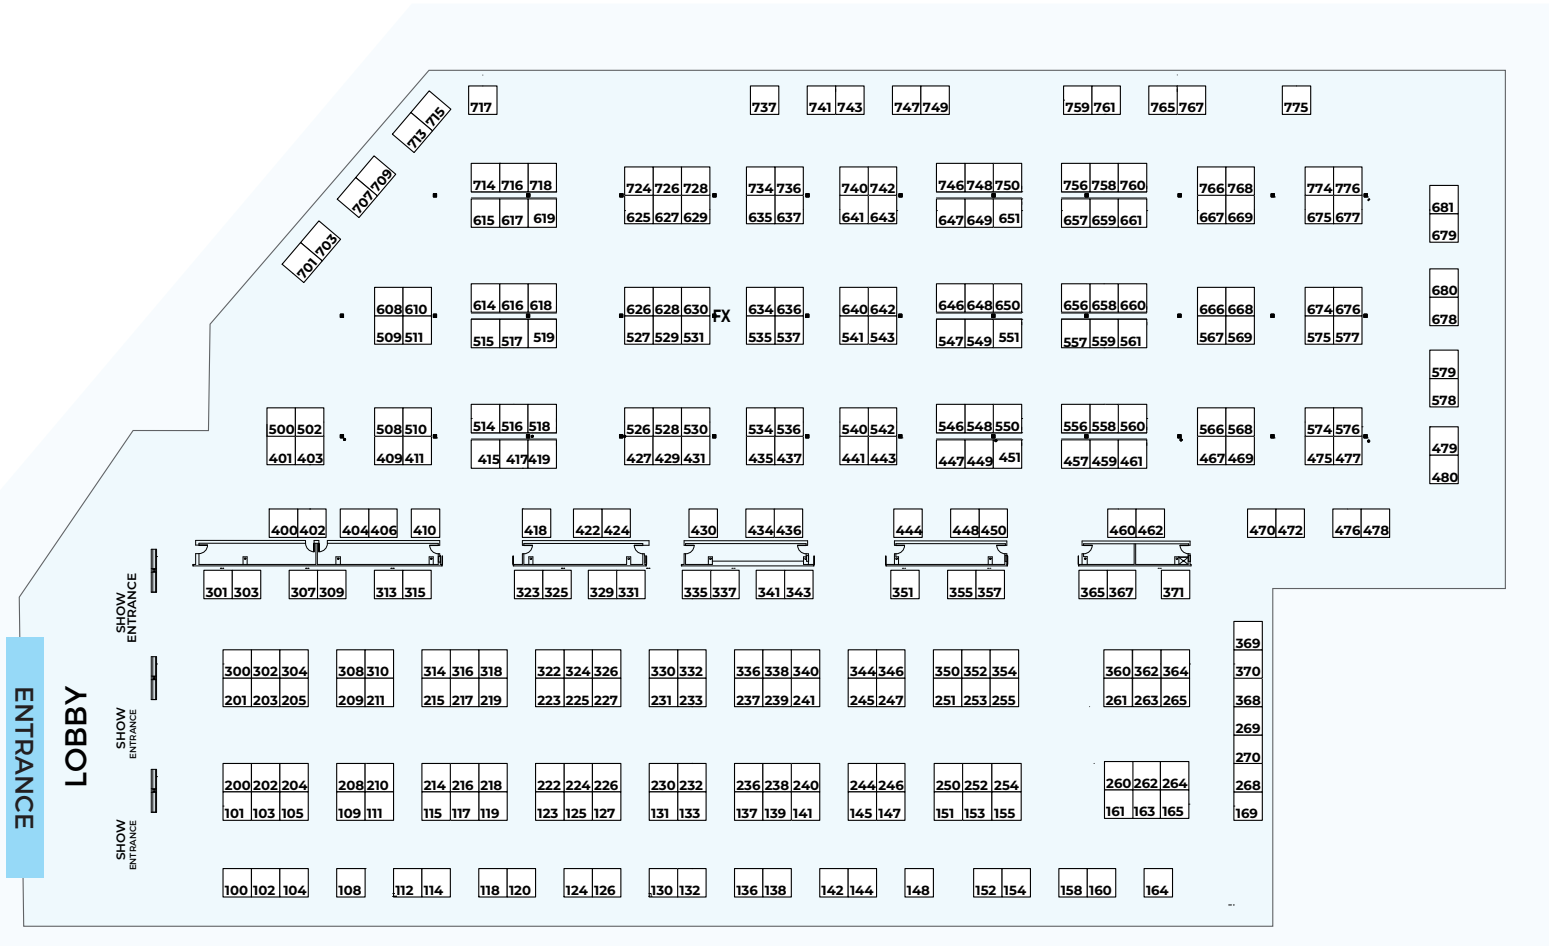 717 737 741 743 747 749 759 761 765 767 775
713 715
707 709
701 703
714 716 718 724 726 728 734 736 740 742 746 748 750 756 758 760 766 768 774 776
615 617 619 625 627 629 635 637 641 643 647 649 651 657 659 661 667 669 675 677
681
679
608 610 614 616 618 626 628 630 FX 634 636 640 642 646 648 650 656 658 660 666 668 674 676
509 511 515 517 519 527 529 531 535 537 541 543 547 549 551 557 559 561 567 569 575 577
680
678
579
578
500 502 508 510 514 516 518 526 528 530 534 536 540 542 546 548 550 556 558 560 566 568 574 576
401 403 409 411 415 417 419 427 429 431 435 437 441 443 447 449 451 457 459 461 467 469 475 477
479
480
400 402 404 406 410 418 422 424 430 434 436 444 448 450 460 462 470 472 476 478
301 303 307 309 313 315 323 325 329 331 335 337 341 343 351 355 357 365 367 371
SHOW
ENTRANCE
300 302 304 308 310 314 316 318 322 324 326 330 332 336 338 340 344 346 350 352 354 360 362 364
201 203 205 209 211 215 217 219 223 225 227 231 233 237 239 241 245 247 251 253 255 261 263 265
369
370
368
269
270
268
169
ENTRANCE
LOBBY
SHOW
ENTRANCE
200 202 204 208 210 214 216 218 222 224 226 230 232 236 238 240 244 246 250 252 254 260 262 264
101 103 105 109 111 115 117 119 123 125 127 131 133 137 139 141 145 147 151 153 155 161 163 165
SHOW
ENTRANCE
100 102 104 108 112 114 118 120 124 126 130 132 136 138 142 144 148 152 154 158 160 164